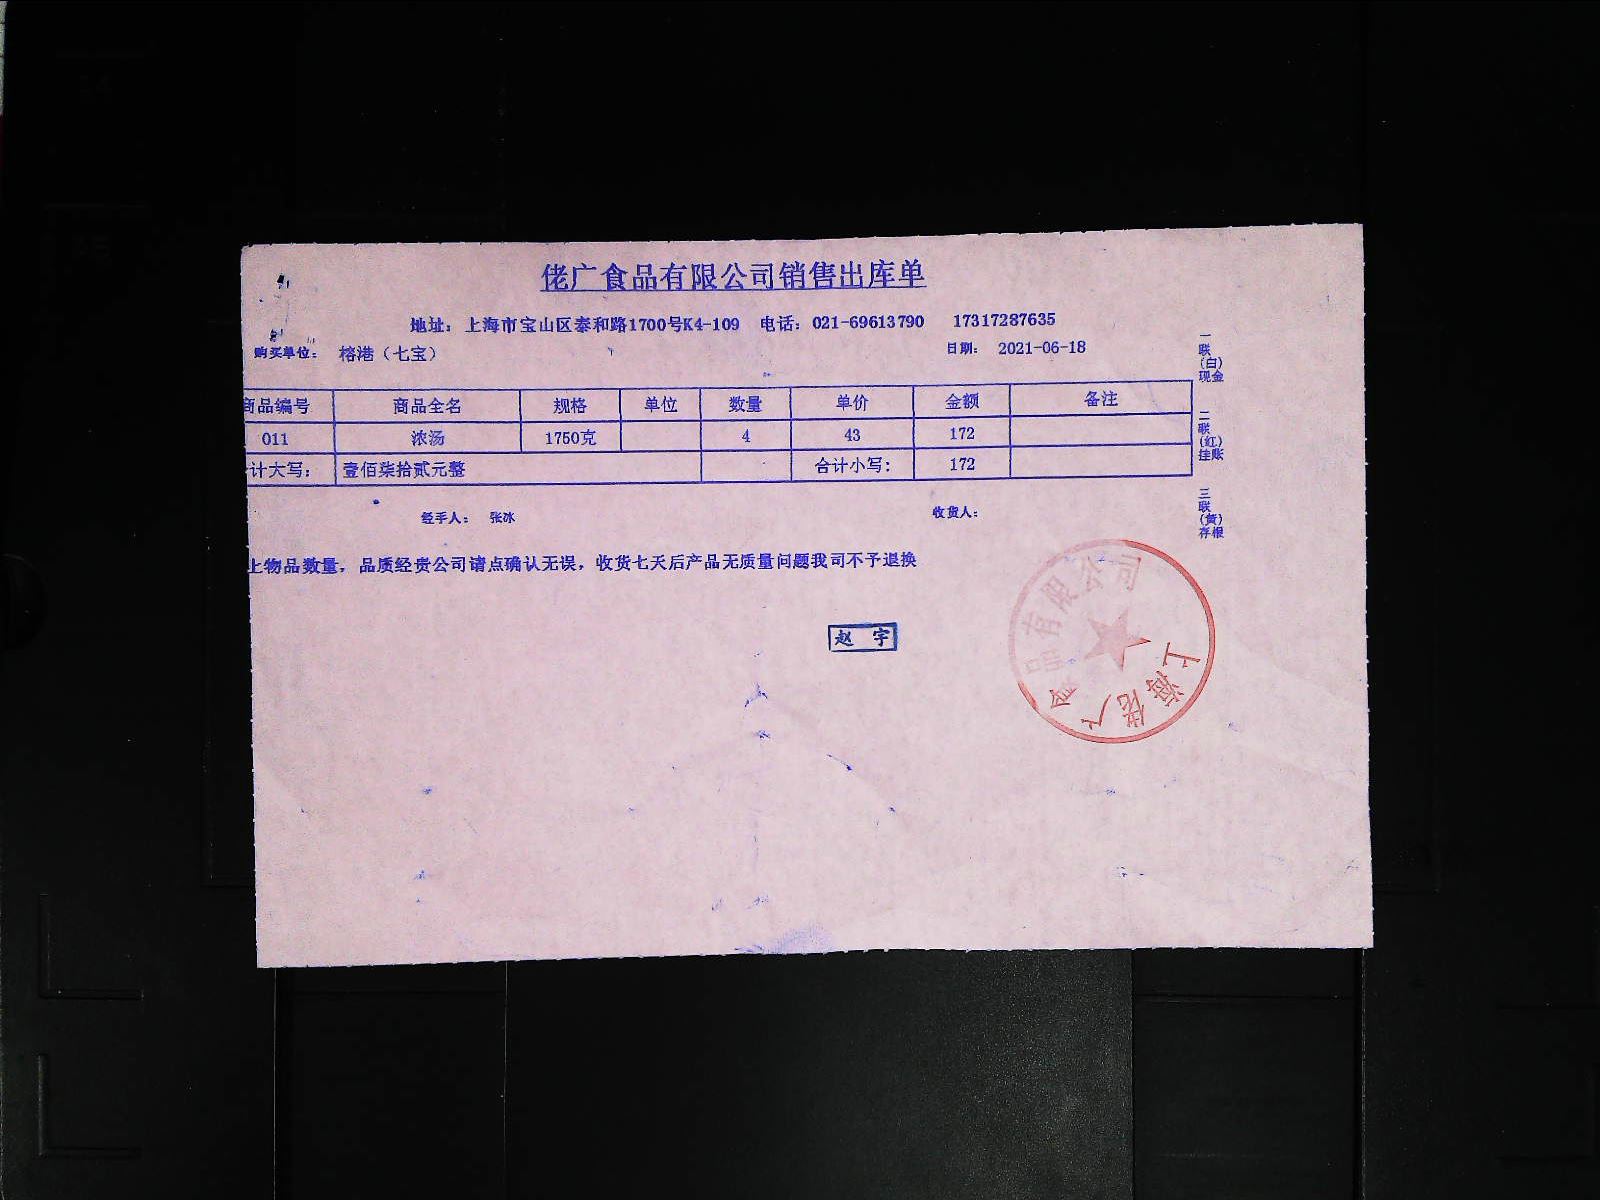 佬广食品有限公司销售出库单
地址：上海市宝山区泰和路1700号K4-109 电话：021-69613790 17317287635
购买单位：榕港（七宝） 日期：2021-06-18
商品编号 商品全名 规格 单位 数量 单价 金额 备注
011 浓汤 1750克 4 43 172
计大写：壹佰柒拾贰元整 合计小写：172
经手人：张冰 收货人：
上物品数量，品质经贵公司请点确认无误，收货七天后产品无质量问题我司不予退换
一联(白)现金
二联(红)挂账
三联(黄)存根
赵宇
上海佬广食品有限公司